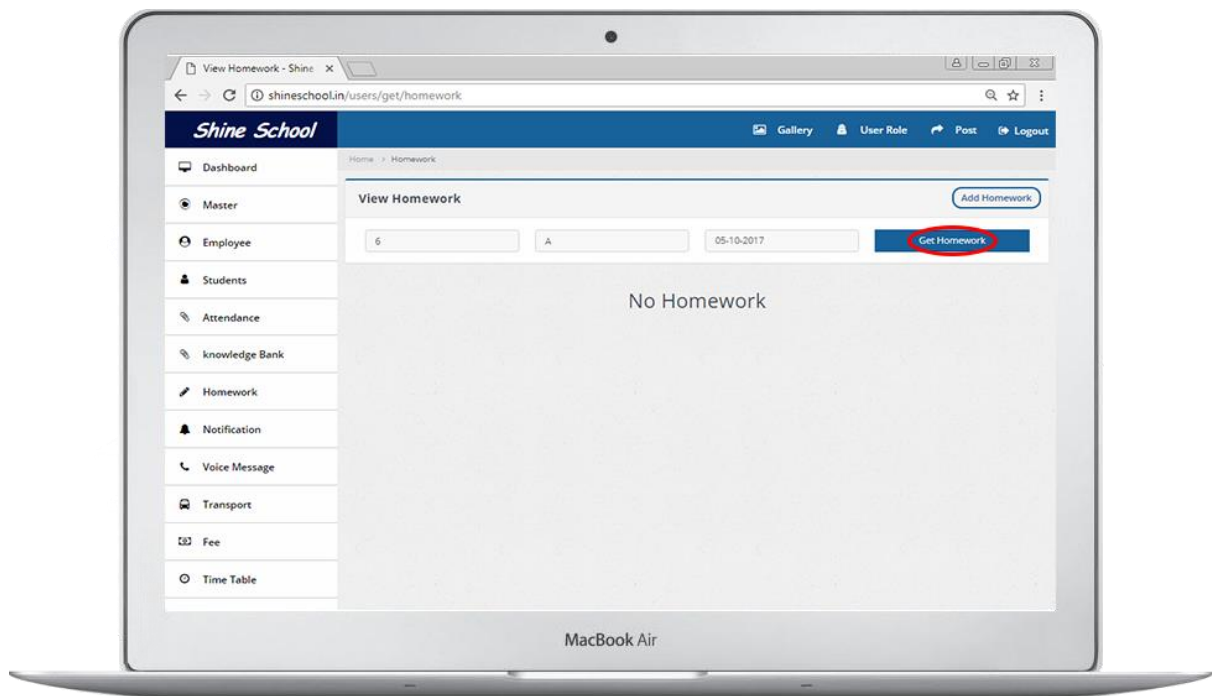 View Homework - Shine
shineschool.in/users/get/homework
Shine School
Gallery User Role Post Logout
Dashboard
Master
Employee
Students
Attendance
knowledge Bank
Homework
Notification
Voice Message
Transport
Fee
Time Table
Home > Homework
View Homework
Add Homework
6 A 05-10-2017 Get Homework
No Homework
MacBook Air